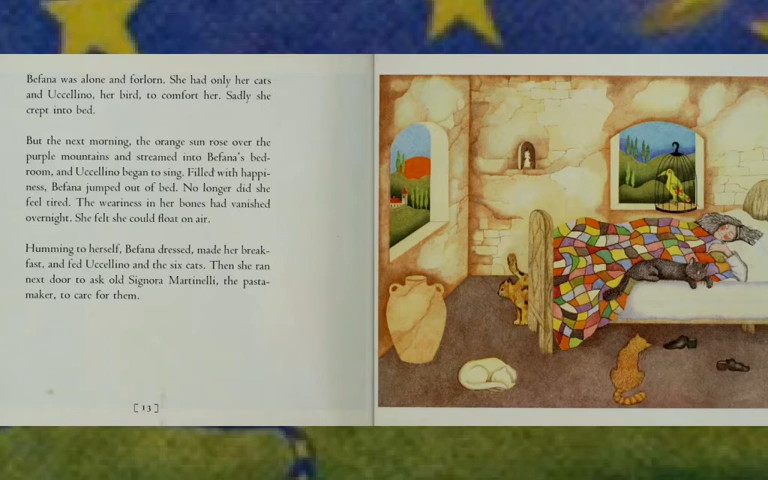 Befana was alone and forlorn. She had only her cats
and Uccellino, her bird, to comfort her. Sadly she
crept into bed.
But the next morning, the orange sun rose over the
purple mountains and streamed into Befana's bed-
room, and Uccellino began to sing. Filled with happi-
ness, Befana jumped out of bed. No longer did she
feel tired. The weariness in her bones had vanished
overnight. She felt she could float on air.
Humming to herself, Befana dressed, made her break-
fast, and fed Uccellino and the six cats. Then she ran
next door to ask old Signora Martinelli, the pasta-
maker, to care for them.
[ 13 ]